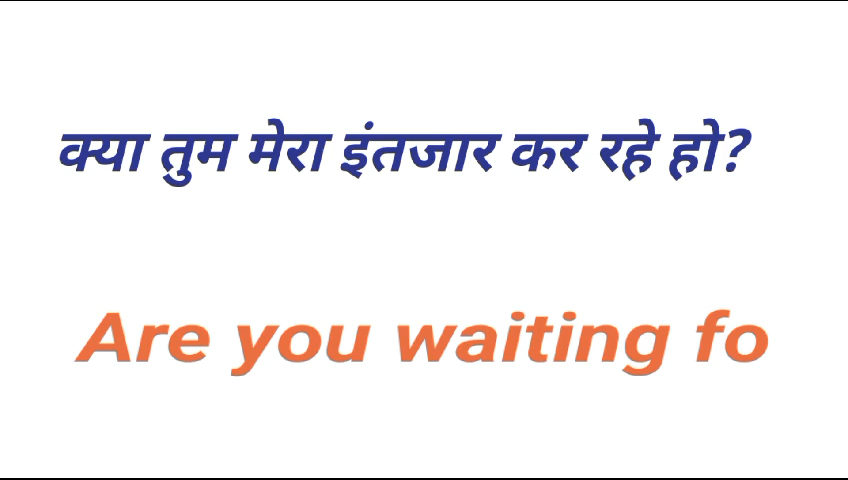 क्या तुम मेरा इंतजार कर रहे हो?
Are you waiting fo